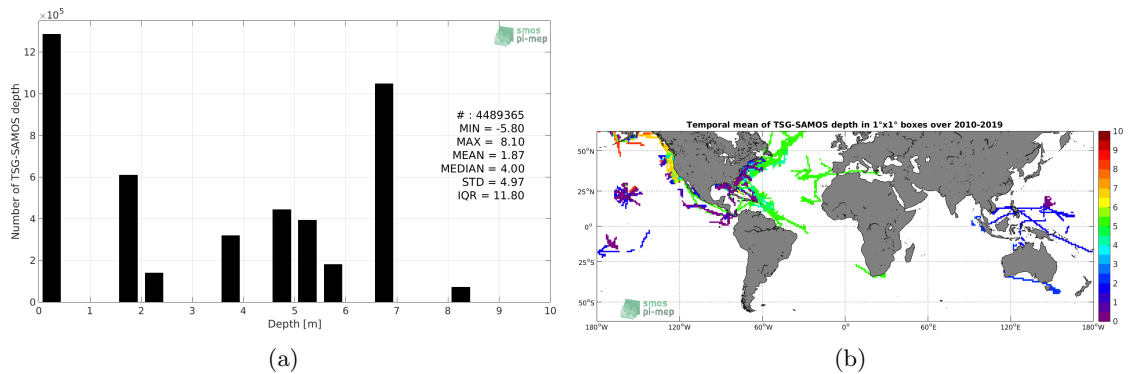 ×10⁵
smos
pi-mep
12
10
8
6
4
2
0
Number of TSG-SAMOS depth
# : 4489365
MIN = -5.80
MAX = 8.10
MEAN = 1.87
MEDIAN = 4.00
STD = 4.97
IQR = 11.80
0 1 2 3 4 5 6 7 8 9 10
Depth [m]
(a)
Temporal mean of TSG-SAMOS depth in 1°x1° boxes over 2010-2019
50°N
25°N
0°
25°S
50°S
smos
pi-mep
180°W 120°W 60°W 0° 60°E 120°E 180°W
10
9
8
7
6
5
4
3
2
1
0
(b)